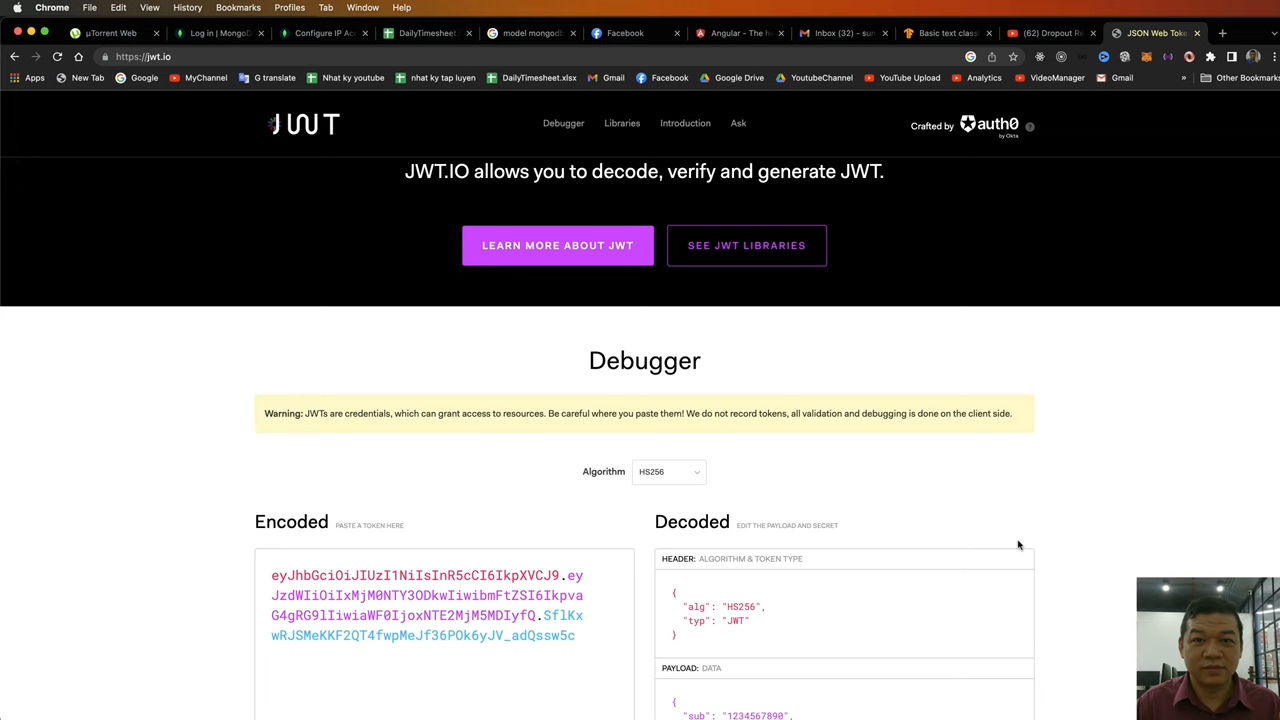 Chrome File Edit View History Bookmarks Profiles Tab Window Help
µTorrent Web
Log in | MongoD
Configure IP Acc
DailyTimesheet.
model mongodb
Facebook
Angular - The h
Inbox (32) - sun
Basic text classi
(62) Dropout Re
JSON Web Toke
https://jwt.io
Apps New Tab Google MyChannel G translate Nhat ky youtube nhat ky tap luyen DailyTimesheet.xlsx Gmail Facebook Google Drive YoutubeChannel YouTube Upload Analytics VideoManager Gmail » Other Bookmarks
JWT
Debugger Libraries Introduction Ask
Crafted by auth0
by Okta
?
JWT.IO allows you to decode, verify and generate JWT.
LEARN MORE ABOUT JWT
SEE JWT LIBRARIES
Debugger
Warning: JWTs are credentials, which can grant access to resources. Be careful where you paste them! We do not record tokens, all validation and debugging is done on the client side.
Algorithm HS256
Encoded PASTE A TOKEN HERE
eyJhbGciOiJIUzI1NiIsInR5cCI6IkpXVCJ9.ey
JzdWIiOiIxMjM0NTY3ODkwIiwibmFtZSI6Ikpva
G4gRG9lIiwiaWF0IjoxNTE2MjM5MDIyfQ.SflKx
wRJSMeKKF2QT4fwpMeJf36POk6yJV_adQssw5c
Decoded EDIT THE PAYLOAD AND SECRET
HEADER: ALGORITHM & TOKEN TYPE
{
"alg": "HS256",
"typ": "JWT"
}
PAYLOAD: DATA
{
"sub": "1234567890",